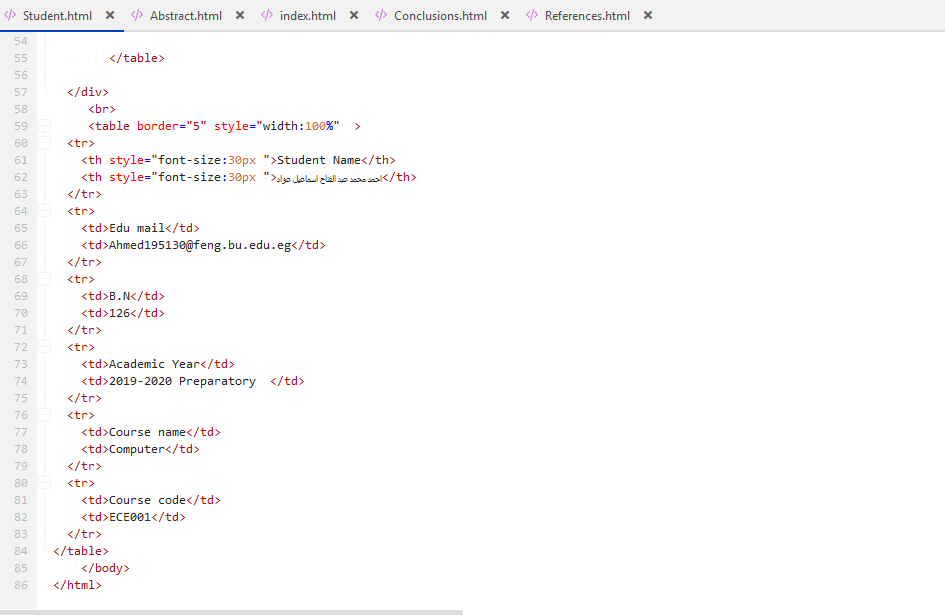 Student.html × Abstract.html × index.html × Conclusions.html × References.html ×
54
55 </table>
56
57 </div>
58 <br>
59 <table border="5" style="width:100%" >
60 <tr>
61 <th style="font-size:30px ">Student Name</th>
62 <th style="font-size:30px ">احمد محمد عبد الفتاح اسماعيل عواد</th>
63 </tr>
64 <tr>
65 <td>Edu mail</td>
66 <td>Ahmed195130@feng.bu.edu.eg</td>
67 </tr>
68 <tr>
69 <td>B.N</td>
70 <td>126</td>
71 </tr>
72 <tr>
73 <td>Academic Year</td>
74 <td>2019-2020 Preparatory </td>
75 </tr>
76 <tr>
77 <td>Course name</td>
78 <td>Computer</td>
79 </tr>
80 <tr>
81 <td>Course code</td>
82 <td>ECE001</td>
83 </tr>
84 </table>
85 </body>
86 </html>